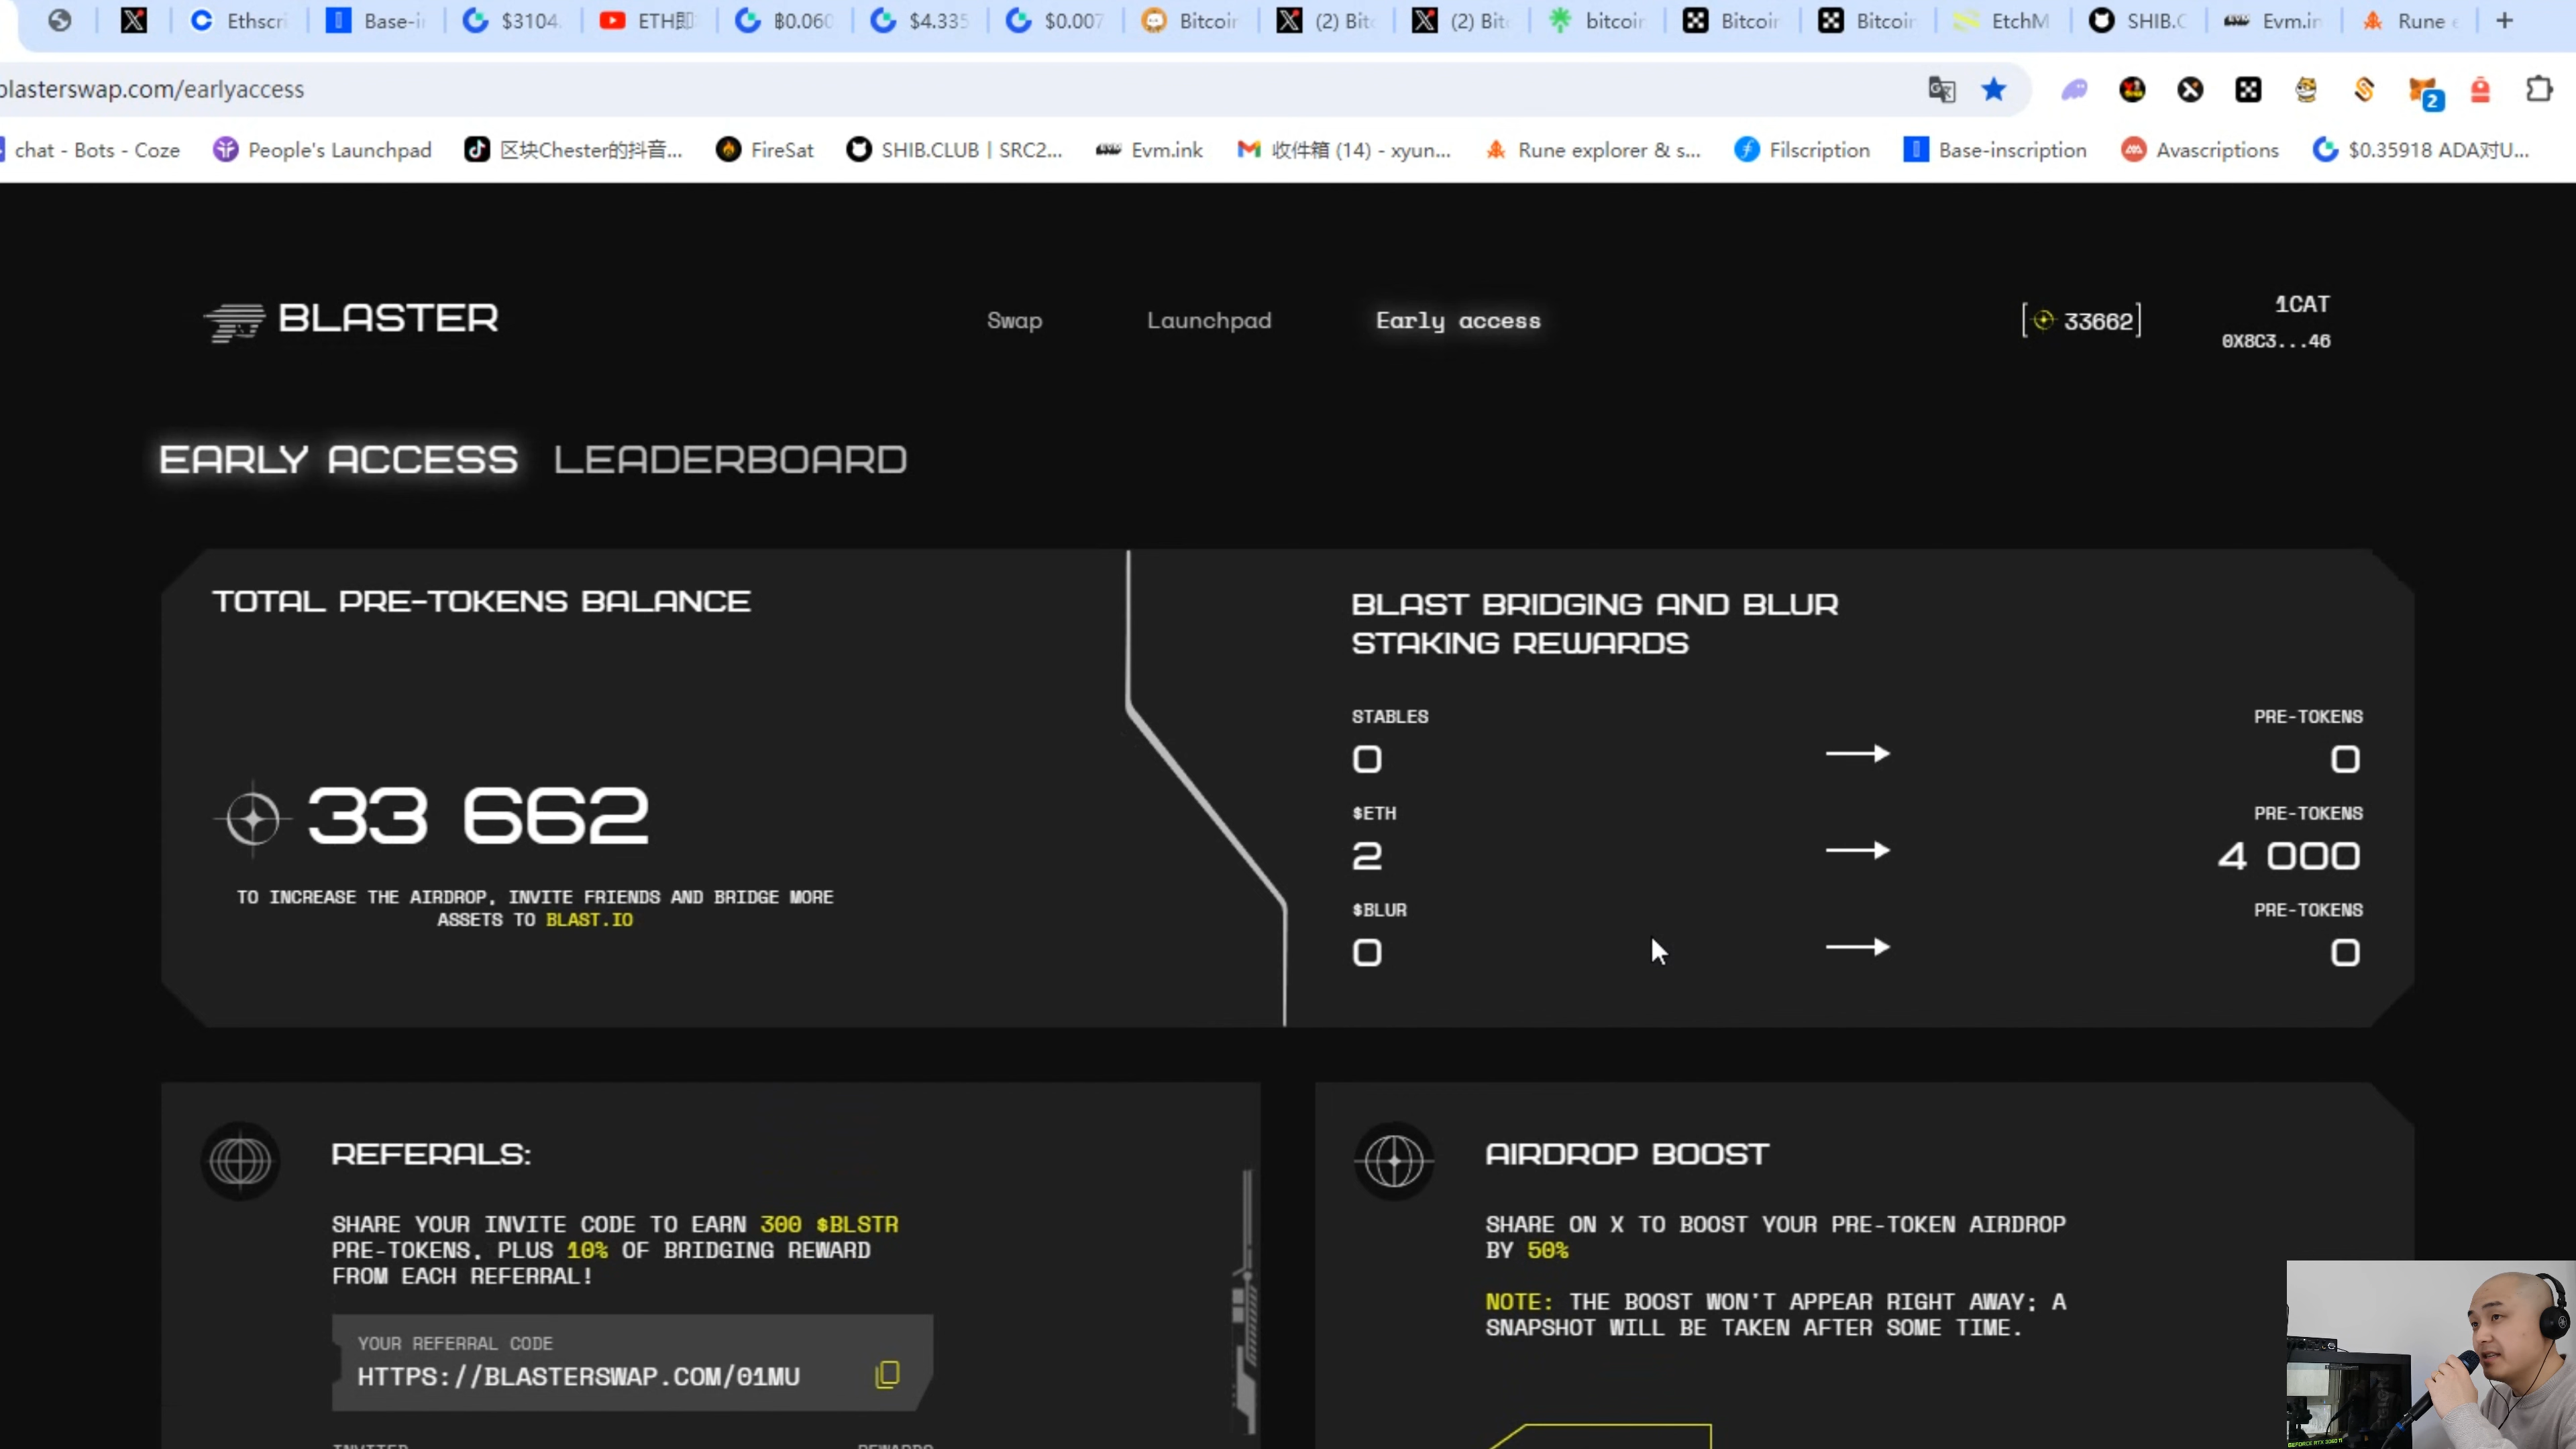 Ethscri
Base-i
$3104.
ETH即
฿0.060
$4.335
$0.007
Bitcoin
(2) Bit
(2) Bit
bitcoin
Bitcoin
Bitcoin
EtchM
SHIB.C
Evm.in
Rune e
blasterswap.com/earlyaccess
2
chat - Bots - Coze
People's Launchpad
区块Chester的抖音...
FireSat
SHIB.CLUB | SRC2...
Evm.ink
收件箱 (14) - xyun...
Rune explorer & s...
Filscription
Base-inscription
Avascriptions
$0.35918 ADA对U...
BLASTER
Swap
Launchpad
Early access
[33662]
1CAT
0X8C3...46
EARLY ACCESS
LEADERBOARD
TOTAL PRE-TOKENS BALANCE
33 662
TO INCREASE THE AIRDROP, INVITE FRIENDS AND BRIDGE MORE
ASSETS TO BLAST.IO
BLAST BRIDGING AND BLUR
STAKING REWARDS
STABLES
PRE-TOKENS
0
0
$ETH
PRE-TOKENS
2
4 000
$BLUR
PRE-TOKENS
0
0
REFERALS:
SHARE YOUR INVITE CODE TO EARN 300 $BLSTR
PRE-TOKENS, PLUS 10% OF BRIDGING REWARD
FROM EACH REFERRAL!
YOUR REFERRAL CODE
HTTPS://BLASTERSWAP.COM/01MU
INVITED
REWARDS
AIRDROP BOOST
SHARE ON X TO BOOST YOUR PRE-TOKEN AIRDROP
BY 50%
NOTE: THE BOOST WON'T APPEAR RIGHT AWAY; A
SNAPSHOT WILL BE TAKEN AFTER SOME TIME.